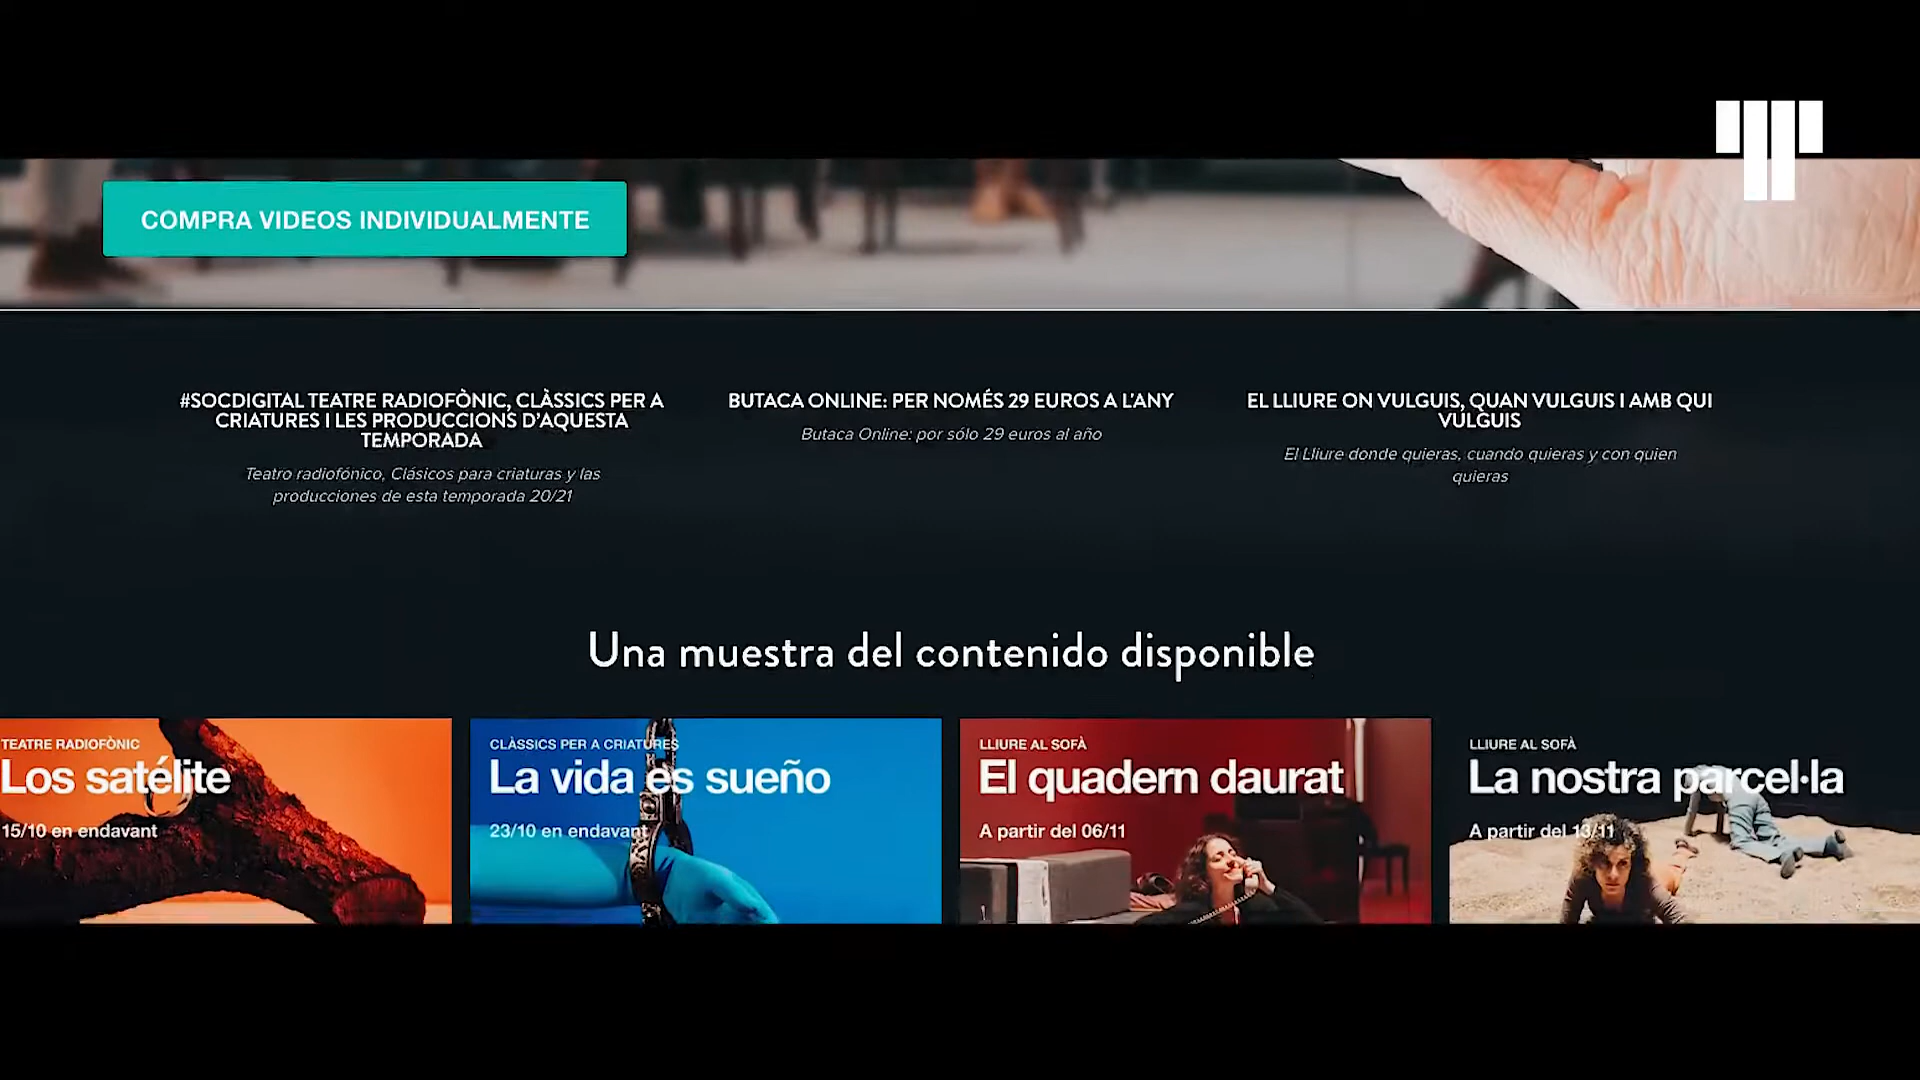 COMPRA VIDEOS INDIVIDUALMENTE
#SOCDIGITAL TEATRE RADIOFÒNIC, CLÀSSICS PER A
CRIATURES I LES PRODUCCIONS D'AQUESTA
TEMPORADA
Teatro radiofónico, Clásicos para criaturas y las
producciones de esta temporada 20/21
BUTACA ONLINE: PER NOMÉS 29 EUROS A L'ANY
Butaca Online: por sólo 29 euros al año
EL LLIURE ON VULGUIS, QUAN VULGUIS I AMB QUI
VULGUIS
El Lliure donde quieras, cuando quieras y con quien
quieras
Una muestra del contenido disponible
TEATRE RADIOFÒNIC
Los satélite
15/10 en endavant
CLÀSSICS PER A CRIATURES
La vida es sueño
23/10 en endavant
LLIURE AL SOFÀ
El quadern daurat
A partir del 06/11
LLIURE AL SOFÀ
La nostra parcel·la
A partir del 13/11